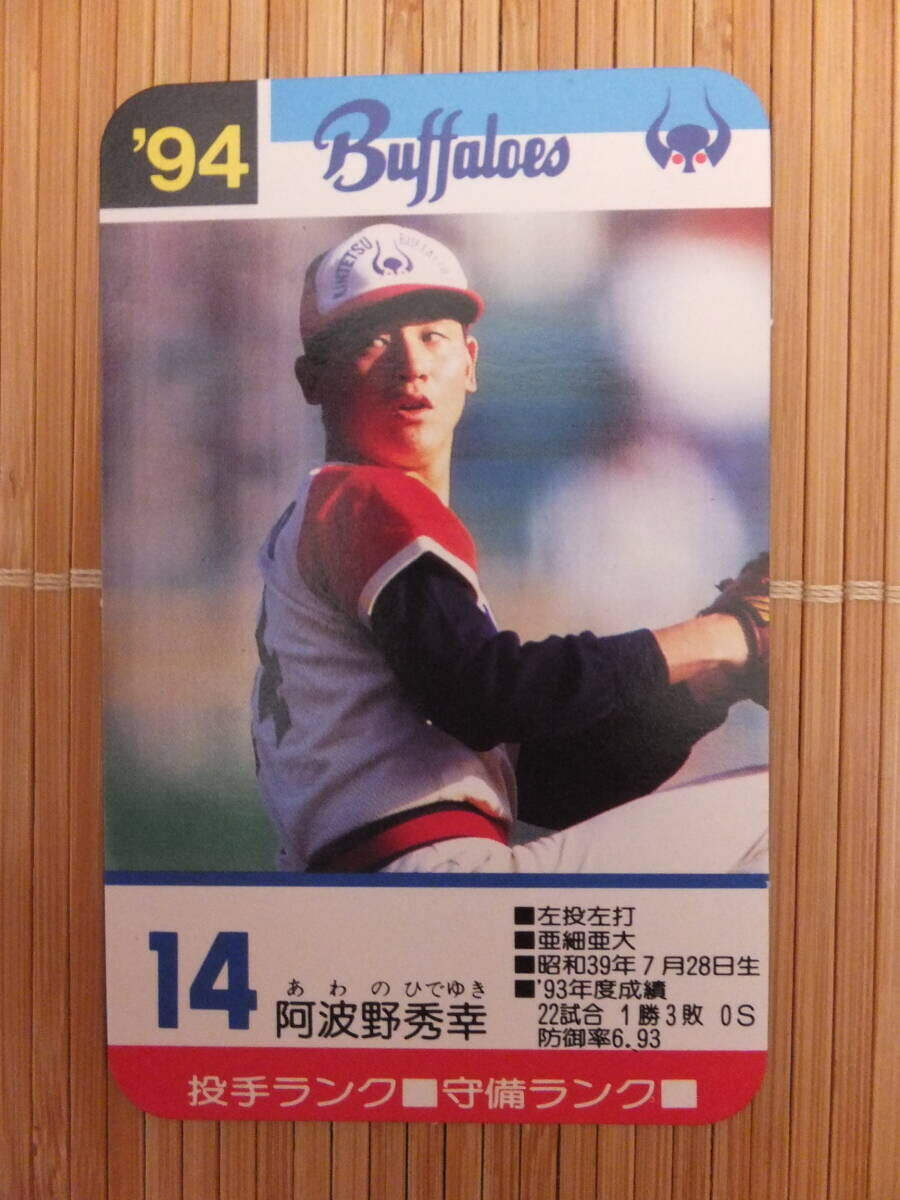 '94
Buffaloes
KINTETSU
14
あわのひでゆき
阿波野秀幸
■左投左打
■亜細亜大
■昭和39年7月28日生
■'93年度成績
22試合 1勝3敗 0S
防御率6.93
投手ランク■守備ランク■